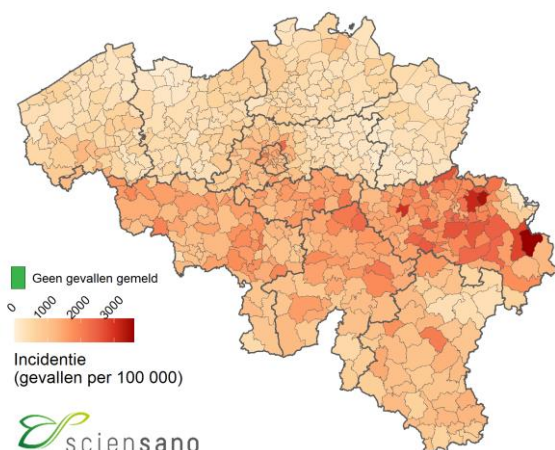 Geen gevallen gemeld
0 1000 2000 3000
Incidentie
(gevallen per 100 000)
sciensano